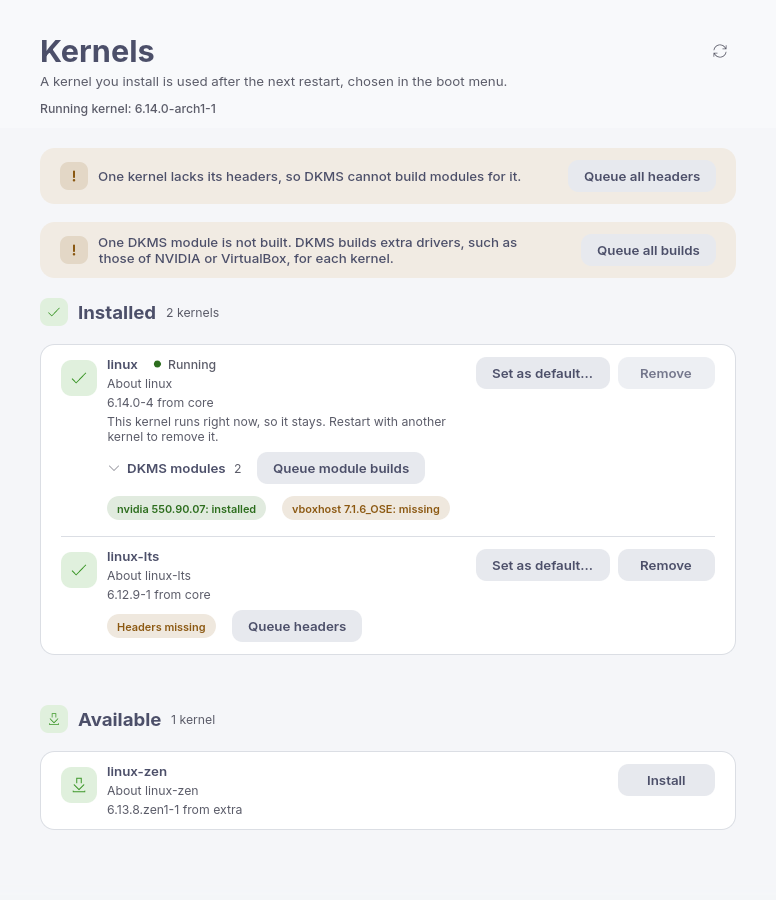 Kernels
A kernel you install is used after the next restart, chosen in the boot menu.
Running kernel: 6.14.0-arch1-1
One kernel lacks its headers, so DKMS cannot build modules for it.
Queue all headers
One DKMS module is not built. DKMS builds extra drivers, such as
those of NVIDIA or VirtualBox, for each kernel.
Queue all builds
Installed 2 kernels
linux Running
Set as default... Remove
About linux
6.14.0-4 from core
This kernel runs right now, so it stays. Restart with another
kernel to remove it.
DKMS modules 2 Queue module builds
nvidia 550.90.07: installed vboxhost 7.1.6_OSE: missing
linux-lts
Set as default... Remove
About linux-lts
6.12.9-1 from core
Headers missing Queue headers
Available 1 kernel
linux-zen
Install
About linux-zen
6.13.8.zen1-1 from extra